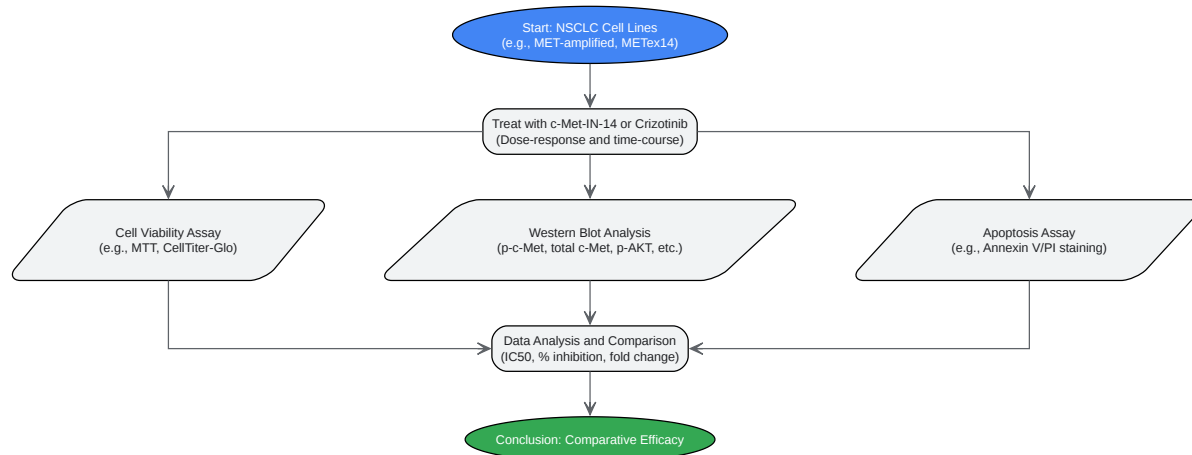 Start: NSCLC Cell Lines
(e.g., MET-amplified, METex14)
Treat with c-Met-IN-14 or Crizotinib
(Dose-response and time-course)
Cell Viability Assay
(e.g., MTT, CellTiter-Glo)
Western Blot Analysis
(p-c-Met, total c-Met, p-AKT, etc.)
Apoptosis Assay
(e.g., Annexin V/PI staining)
Data Analysis and Comparison
(IC50, % inhibition, fold change)
Conclusion: Comparative Efficacy